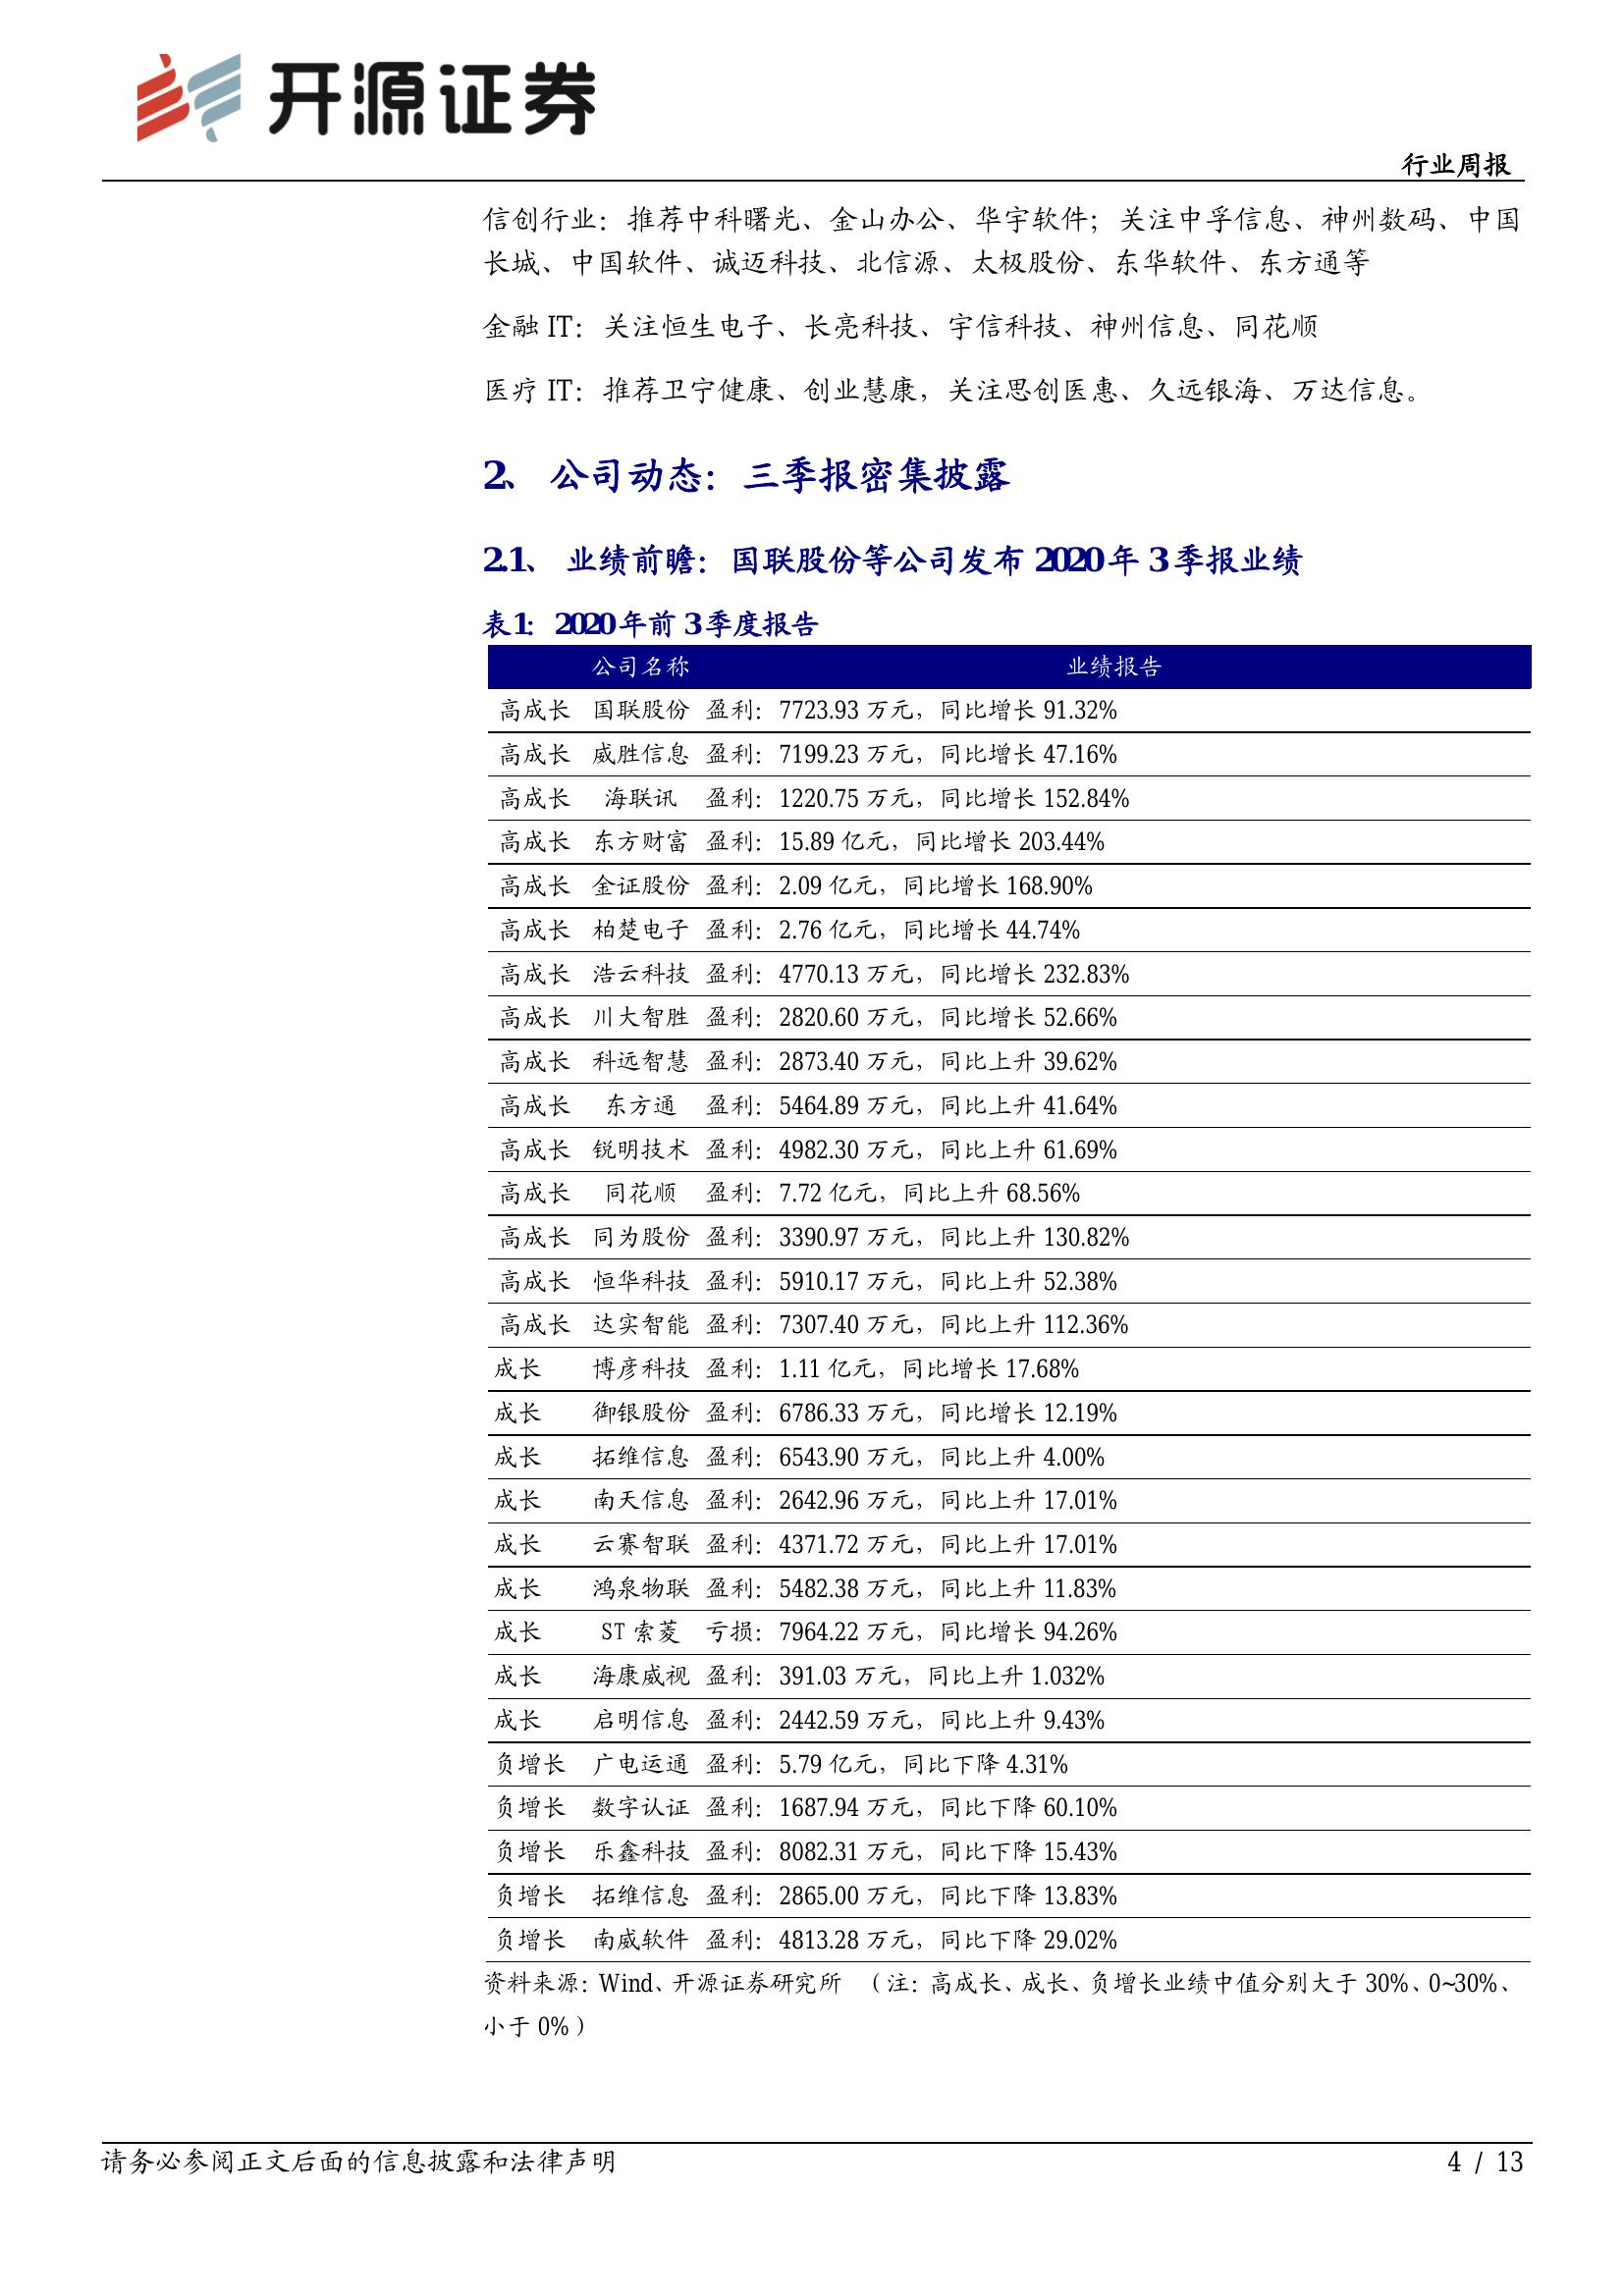 开源证券
行业周报
信创行业：推荐中科曙光、金山办公、华宇软件；关注中孚信息、神州数码、中国
长城、中国软件、诚迈科技、北信源、太极股份、东华软件、东方通等
金融 IT：关注恒生电子、长亮科技、宇信科技、神州信息、同花顺
医疗 IT：推荐卫宁健康、创业慧康，关注思创医惠、久远银海、万达信息。
2、 公司动态：三季报密集披露
2.1、 业绩前瞻：国联股份等公司发布 2020 年 3 季报业绩
表1： 2020 年前 3 季度报告
公司名称 业绩报告
高成长 国联股份 盈利：7723.93 万元，同比增长 91.32%
高成长 威胜信息 盈利：7199.23 万元，同比增长 47.16%
高成长 海联讯 盈利：1220.75 万元，同比增长 152.84%
高成长 东方财富 盈利：15.89 亿元，同比增长 203.44%
高成长 金证股份 盈利：2.09 亿元，同比增长 168.90%
高成长 柏楚电子 盈利：2.76 亿元，同比增长 44.74%
高成长 浩云科技 盈利：4770.13 万元，同比增长 232.83%
高成长 川大智胜 盈利：2820.60 万元，同比增长 52.66%
高成长 科远智慧 盈利：2873.40 万元，同比上升 39.62%
高成长 东方通 盈利：5464.89 万元，同比上升 41.64%
高成长 锐明技术 盈利：4982.30 万元，同比上升 61.69%
高成长 同花顺 盈利：7.72 亿元，同比上升 68.56%
高成长 同为股份 盈利：3390.97 万元，同比上升 130.82%
高成长 恒华科技 盈利：5910.17 万元，同比上升 52.38%
高成长 达实智能 盈利：7307.40 万元，同比上升 112.36%
成长 博彦科技 盈利：1.11 亿元，同比增长 17.68%
成长 御银股份 盈利：6786.33 万元，同比增长 12.19%
成长 拓维信息 盈利：6543.90 万元，同比上升 4.00%
成长 南天信息 盈利：2642.96 万元，同比上升 17.01%
成长 云赛智联 盈利：4371.72 万元，同比上升 17.01%
成长 鸿泉物联 盈利：5482.38 万元，同比上升 11.83%
成长 ST 索菱 亏损：7964.22 万元，同比增长 94.26%
成长 海康威视 盈利：391.03 万元，同比上升 1.032%
成长 启明信息 盈利：2442.59 万元，同比上升 9.43%
负增长 广电运通 盈利：5.79 亿元，同比下降 4.31%
负增长 数字认证 盈利：1687.94 万元，同比下降 60.10%
负增长 乐鑫科技 盈利：8082.31 万元，同比下降 15.43%
负增长 拓维信息 盈利：2865.00 万元，同比下降 13.83%
负增长 南威软件 盈利：4813.28 万元，同比下降 29.02%
资料来源：Wind、开源证券研究所 （注：高成长、成长、负增长业绩中值分别大于 30%、0~30%、
小于 0%）
请务必参阅正文后面的信息披露和法律声明 4 / 13